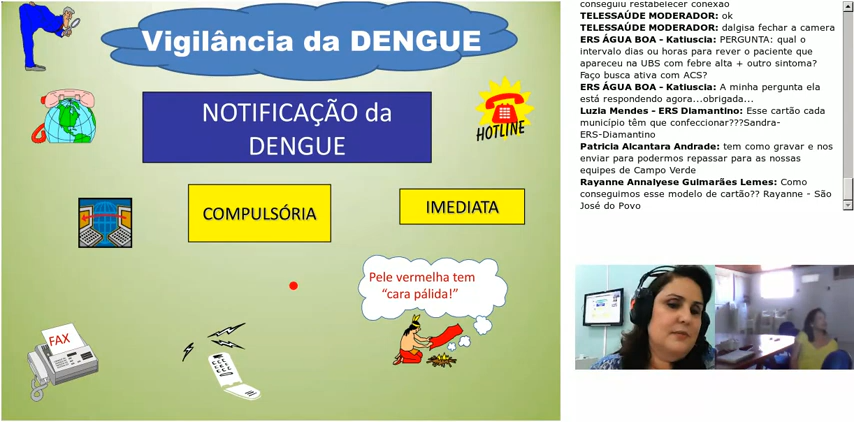 Vigilância da DENGUE
NOTIFICAÇÃO da
DENGUE
HOTLINE
COMPULSÓRIA
IMEDIATA
Pele vermelha tem
“cara pálida!”
FAX
conseguiu restabelecer conexão
TELESSAÚDE MODERADOR: ok
TELESSAÚDE MODERADOR: dalgisa fechar a camera
ERS ÁGUA BOA - Katiuscia: PERGUNTA: qual o
intervalo dias ou horas para rever o paciente que
apareceu na UBS com febre alta + outro sintoma?
Faço busca ativa com ACS?
ERS ÁGUA BOA - Katiuscia: A minha pergunta ela
está respondendo agora...obrigada...
Luzia Mendes - ERS Diamantino: Esse cartão cada
município têm que confeccionar???Sandra-
ERS-Diamantino
Patricia Alcantara Andrade: tem como gravar e nos
enviar para podermos repassar para as nossas
equipes de Campo Verde
Rayanne Annalyese Guimarães Lemes: Como
conseguimos esse modelo de cartão?? Rayanne - São
José do Povo